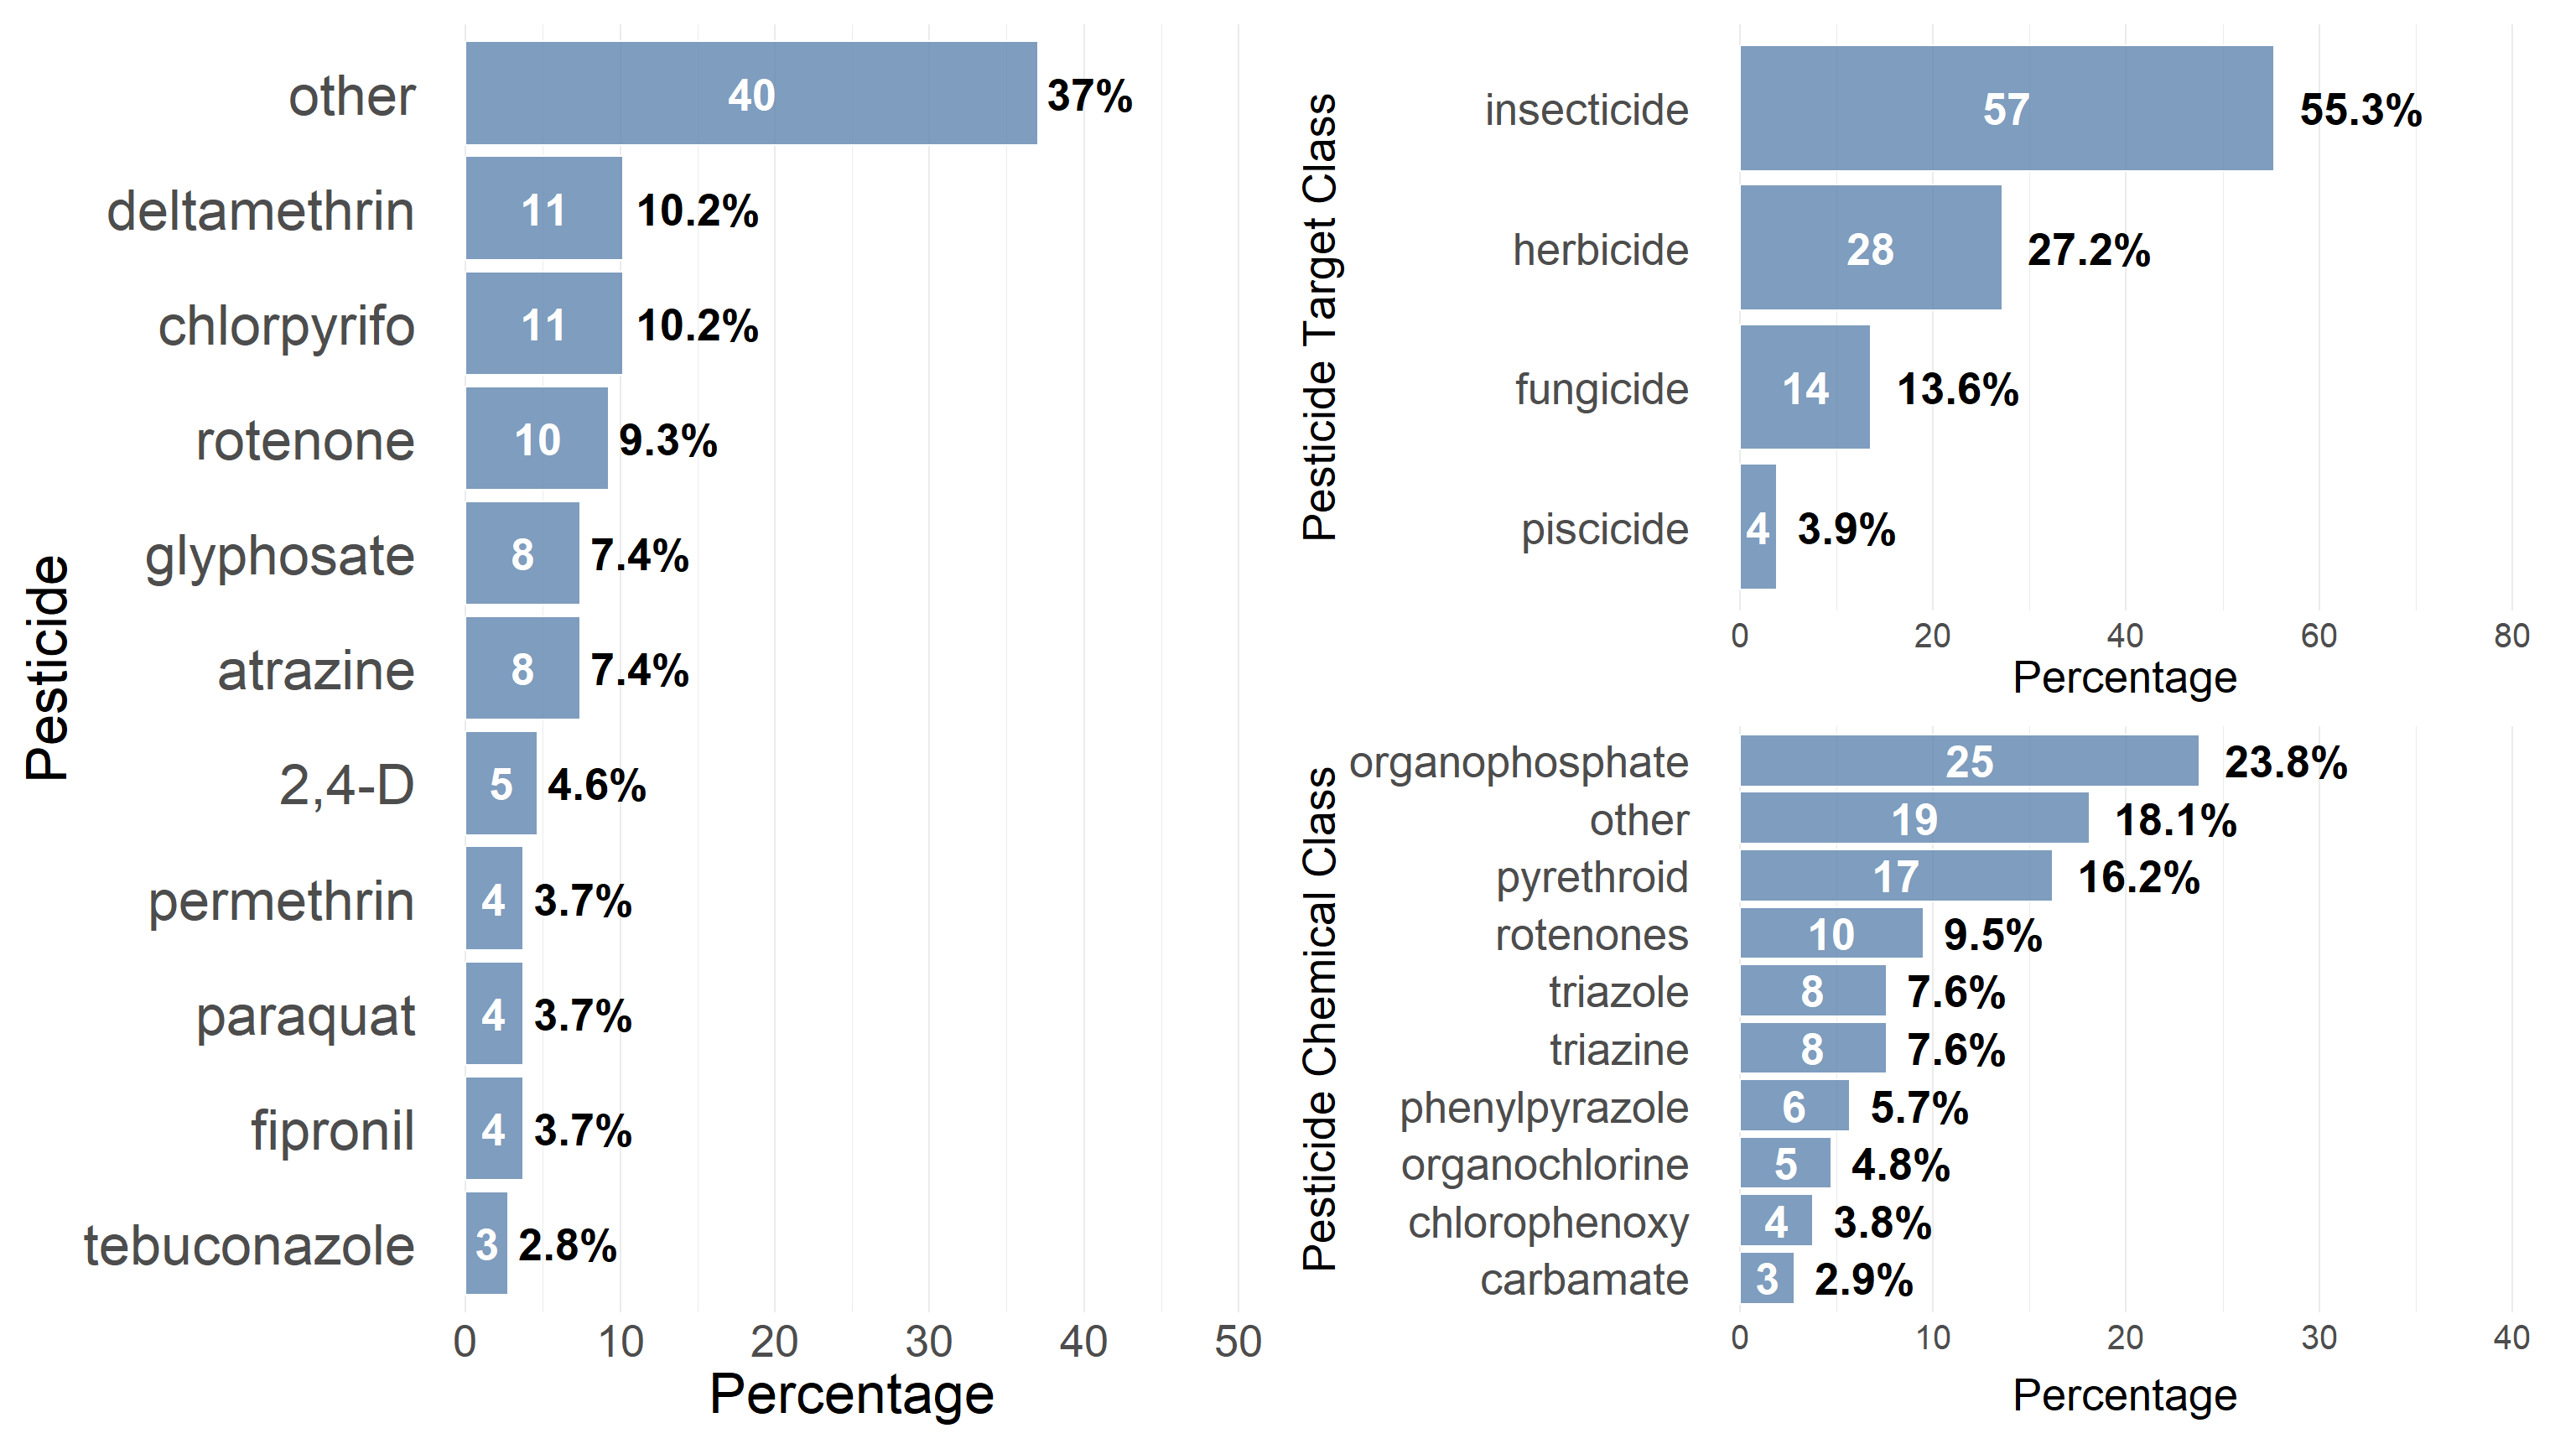 Pesticide
other 40 37%
deltamethrin 11 10.2%
chlorpyrifo 11 10.2%
rotenone 10 9.3%
glyphosate 8 7.4%
atrazine 8 7.4%
2,4-D 5 4.6%
permethrin 4 3.7%
paraquat 4 3.7%
fipronil 4 3.7%
tebuconazole 3 2.8%
0 10 20 30 40 50
Percentage
Pesticide Target Class
insecticide 57 55.3%
herbicide 28 27.2%
fungicide 14 13.6%
piscicide 4 3.9%
0 20 40 60 80
Percentage
Pesticide Chemical Class
organophosphate 25 23.8%
other 19 18.1%
pyrethroid 17 16.2%
rotenones 10 9.5%
triazole 8 7.6%
triazine 8 7.6%
phenylpyrazole 6 5.7%
organochlorine 5 4.8%
chlorophenoxy 4 3.8%
carbamate 3 2.9%
0 10 20 30 40
Percentage